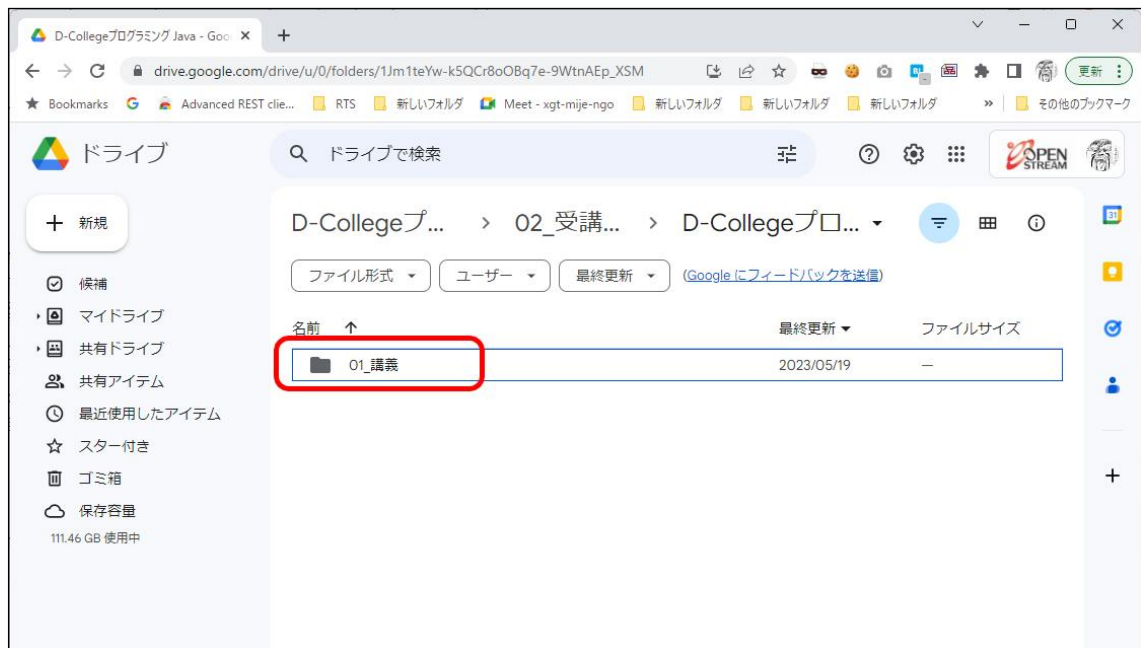 D-Collegeプログラミング Java - Goo
drive.google.com/drive/u/0/folders/1Jm1teYw-k5QCr8oOBq7e-9WtnAEp_XSM
更新
Bookmarks
Advanced REST clie...
RTS
新しいフォルダ
Meet - xgt-mije-ngo
新しいフォルダ
新しいフォルダ
新しいフォルダ
»
その他のブックマーク
ドライブ
ドライブで検索
OPEN
STREAM
新規
D-Collegeプ... > 02_受講... > D-Collegeプロ...
ファイル形式
ユーザー
最終更新
(Google にフィードバックを送信)
候補
マイドライブ
共有ドライブ
共有アイテム
最近使用したアイテム
スター付き
ゴミ箱
保存容量
111.46 GB 使用中
名前 ↑ 最終更新 ファイルサイズ
01_講義 2023/05/19 —
31